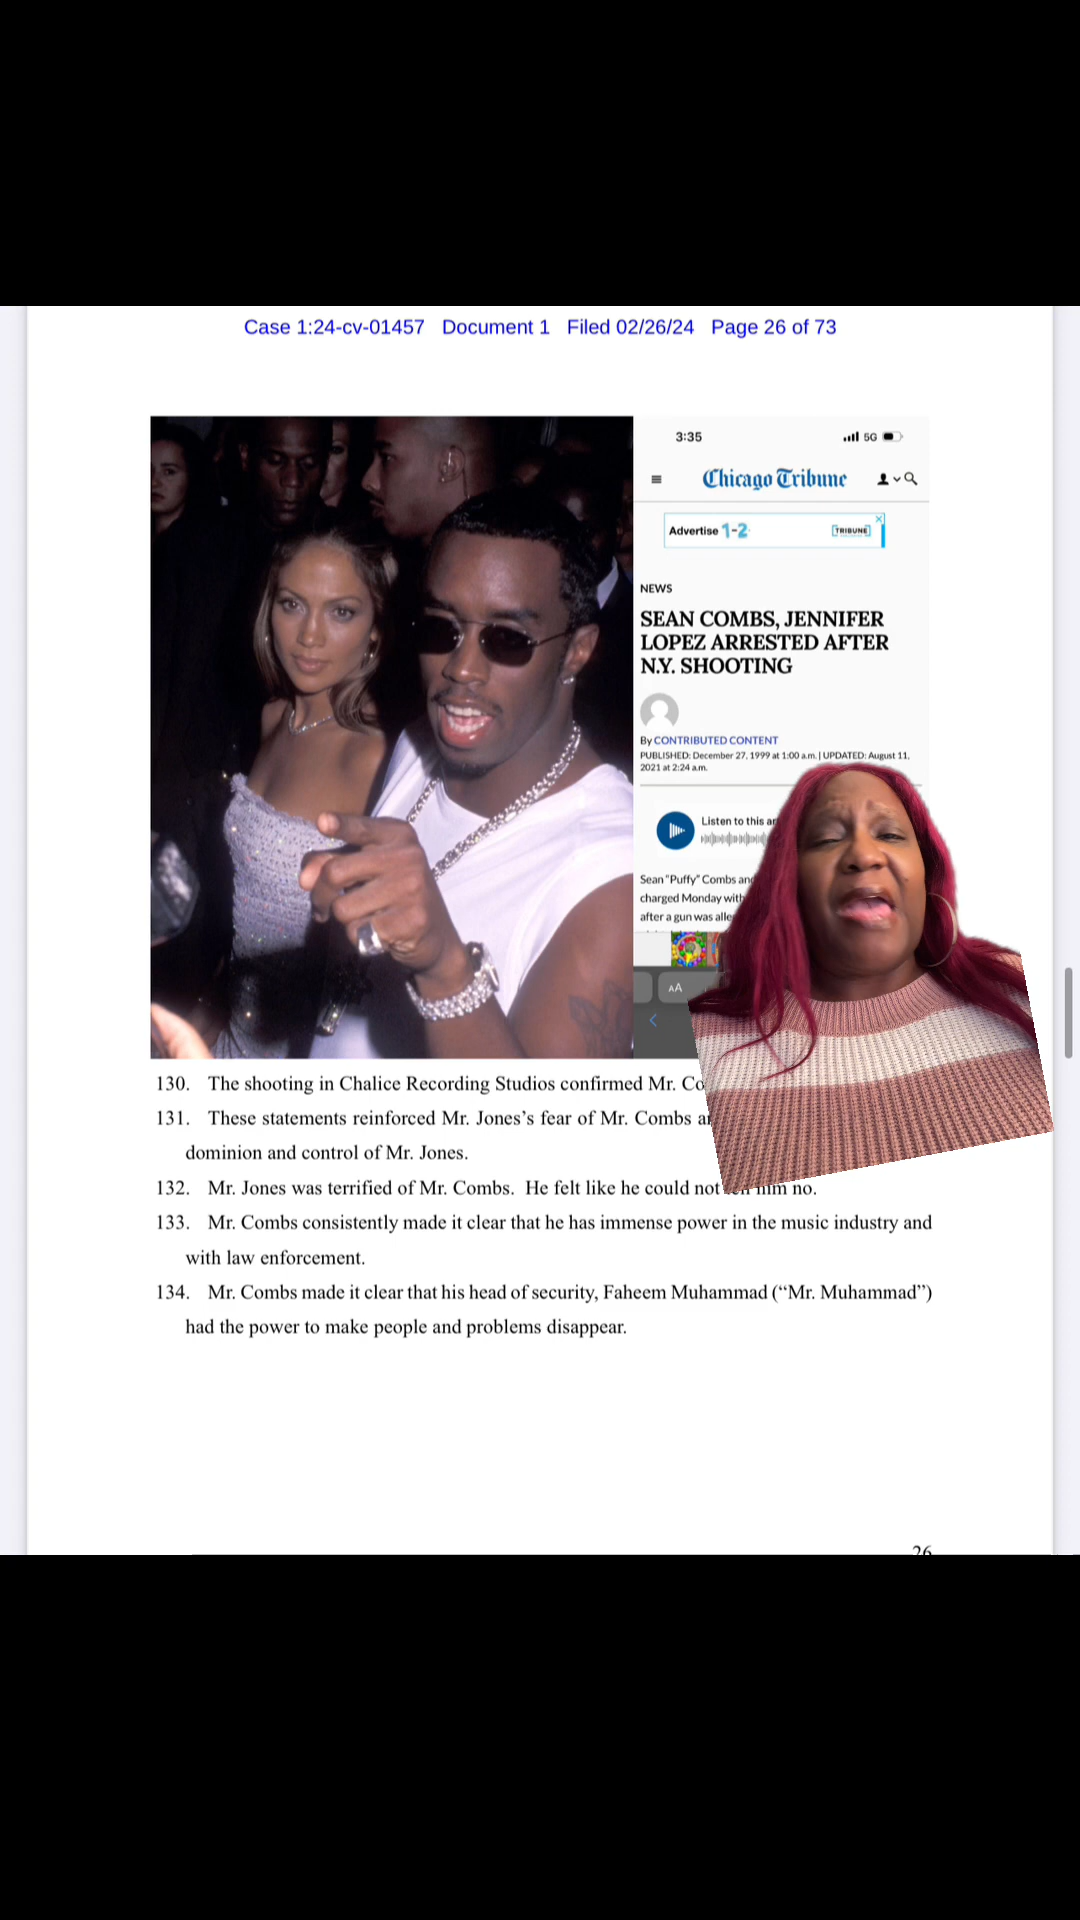 Case 1:24-cv-01457 Document 1 Filed 02/26/24 Page 26 of 73
3:35
5G
Chicago Tribune
Advertise 1-2
TRIBUNE
NEWS
SEAN COMBS, JENNIFER
LOPEZ ARRESTED AFTER
N.Y. SHOOTING
By CONTRIBUTED CONTENT
PUBLISHED: December 27, 1999 at 1:00 a.m. | UPDATED: August 11,
2021 at 2:24 a.m.
Listen to this
Sean "Puffy" Combs
charged Monday with
after a gun was
AA
130. The shooting in Chalice Recording Studios confirmed Mr.
131. These statements reinforced Mr. Jones's fear of Mr. Combs
dominion and control of Mr. Jones.
132. Mr. Jones was terrified of Mr. Combs. He felt like he could not him no.
133. Mr. Combs consistently made it clear that he has immense power in the music industry and
with law enforcement.
134. Mr. Combs made it clear that his head of security, Faheem Muhammad (“Mr. Muhammad”)
had the power to make people and problems disappear.
26